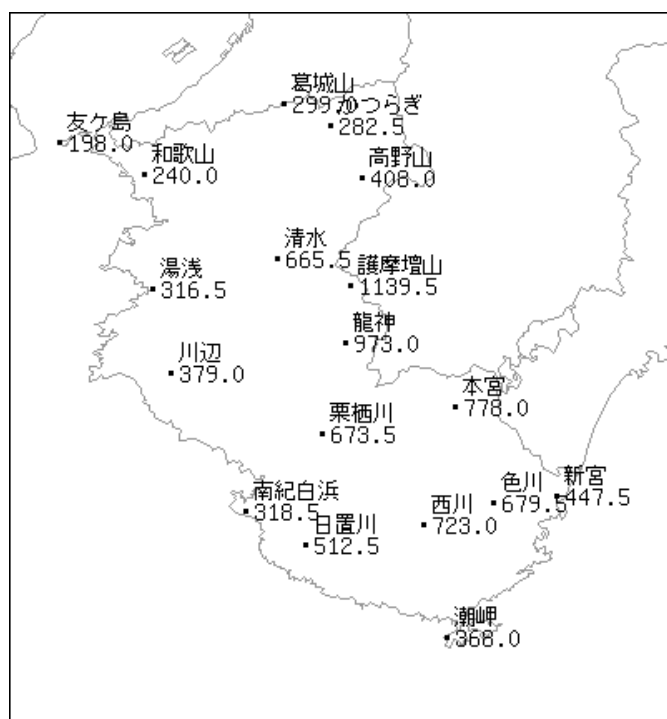 葛城山
299.
かつらぎ
282.5
友ケ島
198.0
和歌山
240.0
高野山
408.0
清水
665.5
護摩壇山
1139.5
湯浅
316.5
龍神
973.0
川辺
379.0
本宮
778.0
栗栖川
673.5
新宮
447.5
色川
679.5
南紀白浜
318.5
西川
723.0
日置川
512.5
潮岬
368.0